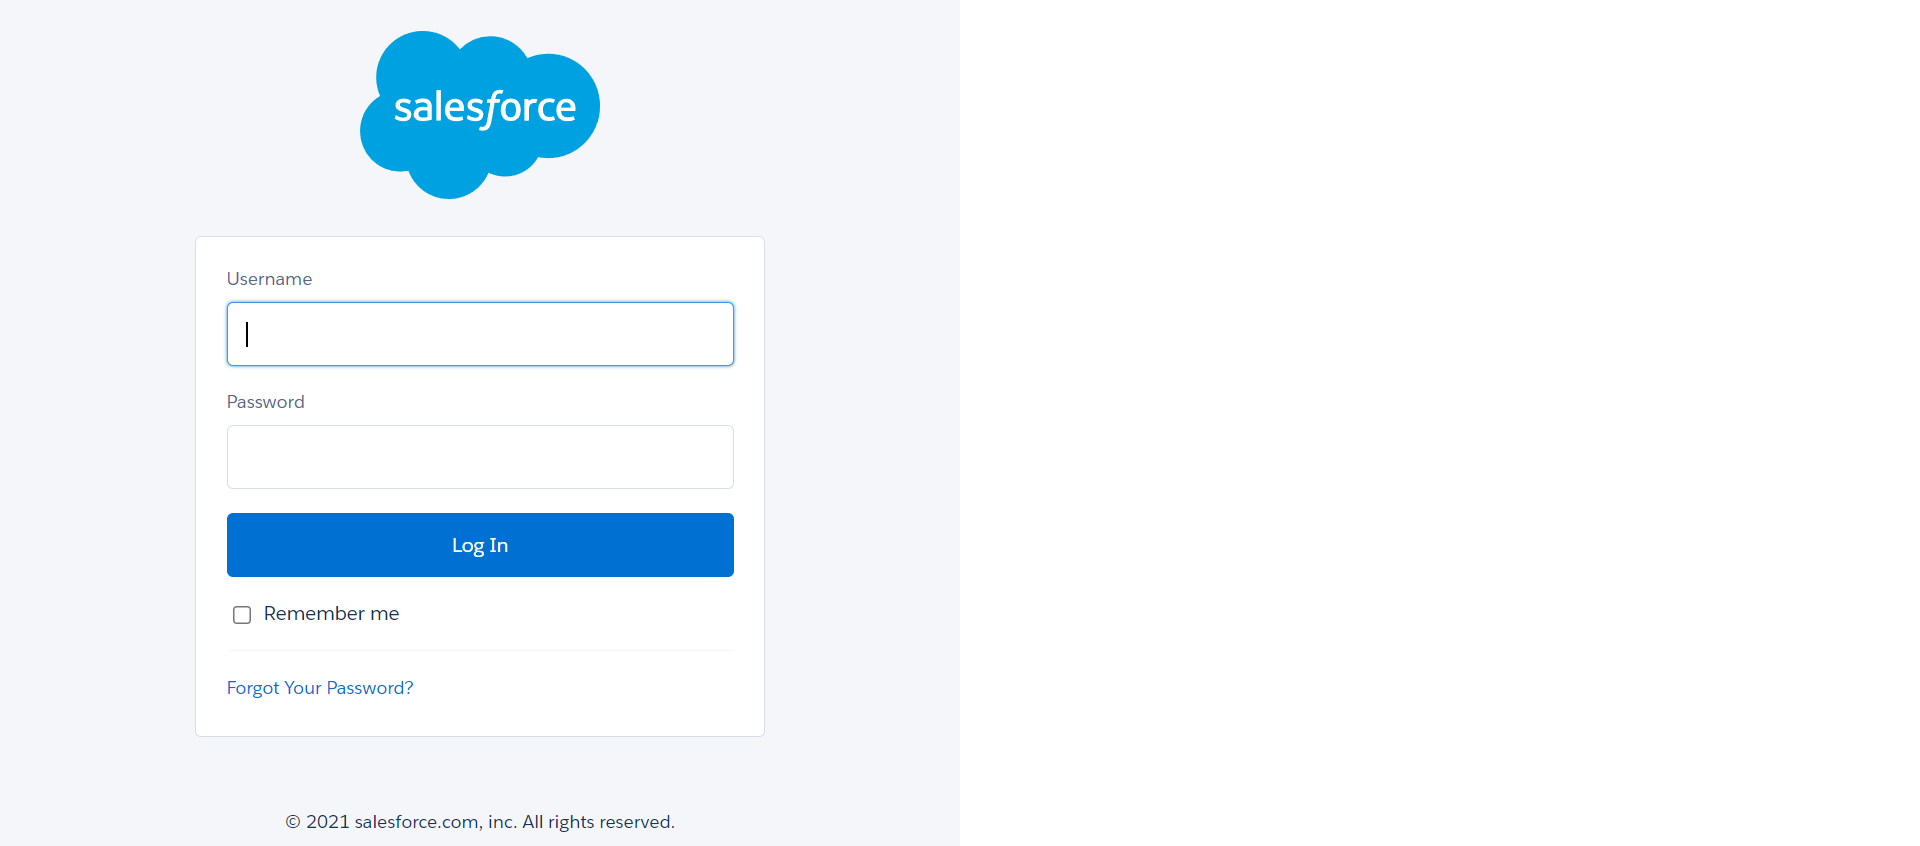 salesforce
Username
Password
Log In
Remember me
Forgot Your Password?
© 2021 salesforce.com, inc. All rights reserved.